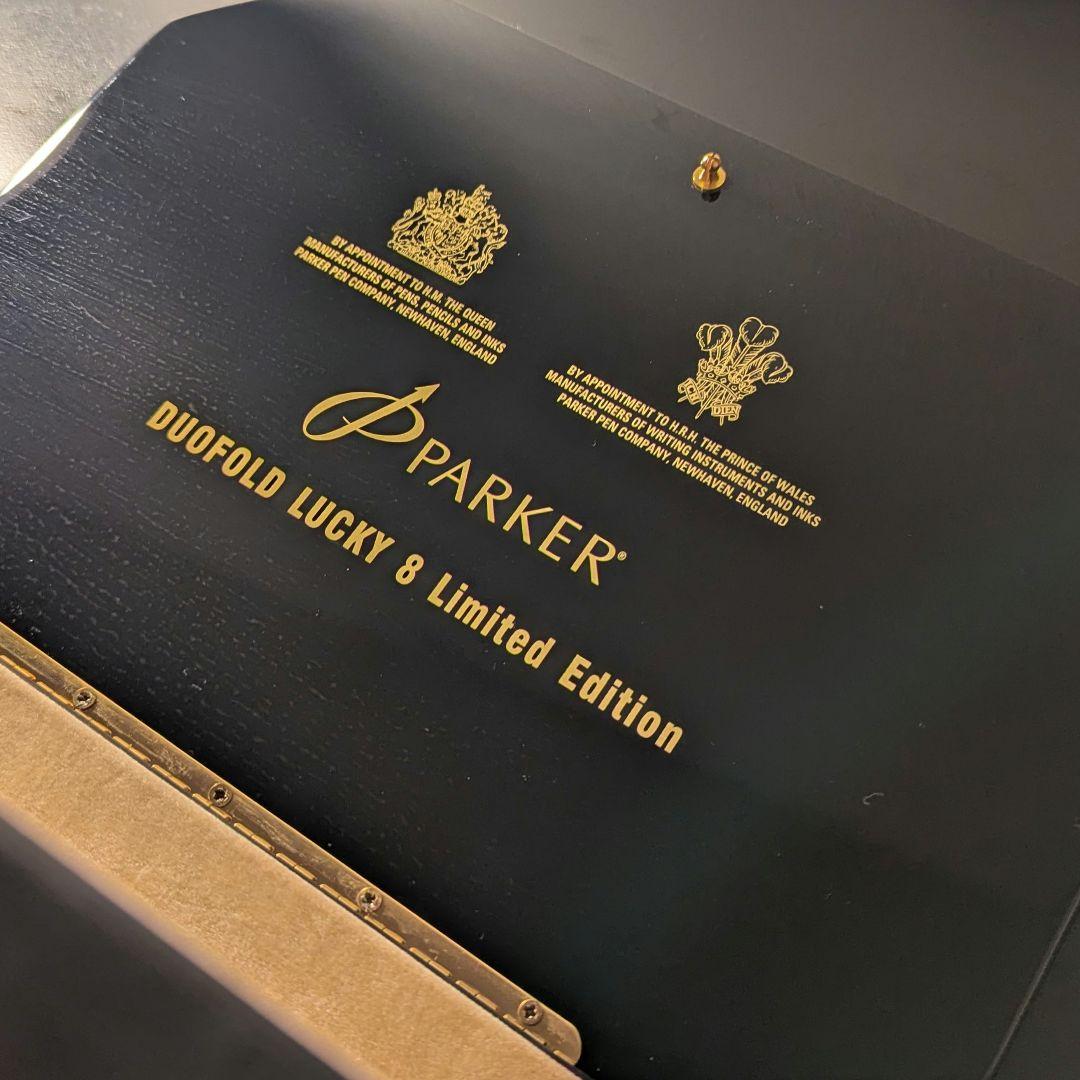 BY APPOINTMENT TO H.M. THE QUEEN
MANUFACTURERS OF PENS, PENCILS AND INKS
PARKER PEN COMPANY, NEWHAVEN, ENGLAND
DIEN
BY APPOINTMENT TO H.R.H. THE PRINCE OF WALES
MANUFACTURERS OF WRITING INSTRUMENTS AND INKS
PARKER PEN COMPANY, NEWHAVEN, ENGLAND
PARKER®
DUOFOLD LUCKY 8 Limited Edition